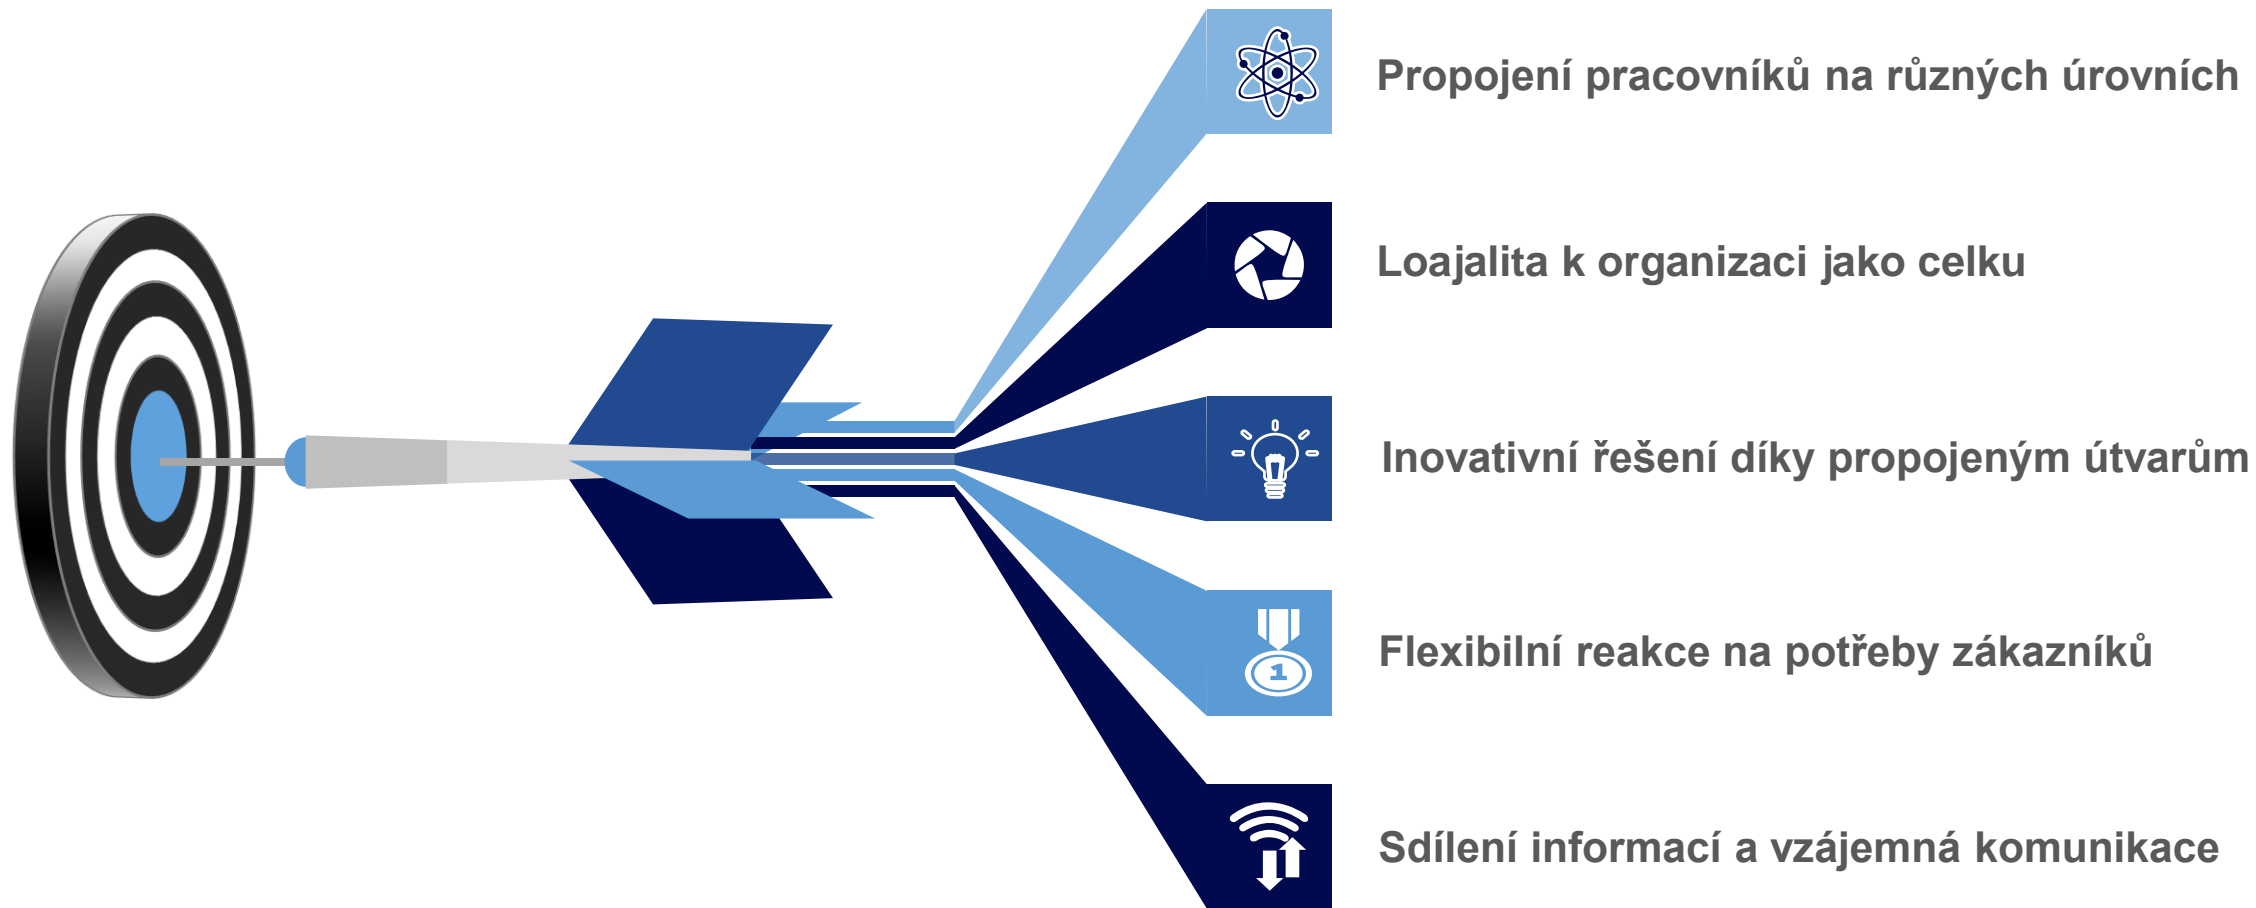 Propojení pracovníků na různých úrovních
Loajalita k organizaci jako celku
Inovativní řešení díky propojeným útvarům
1
Flexibilní reakce na potřeby zákazníků
Sdílení informací a vzájemná komunikace